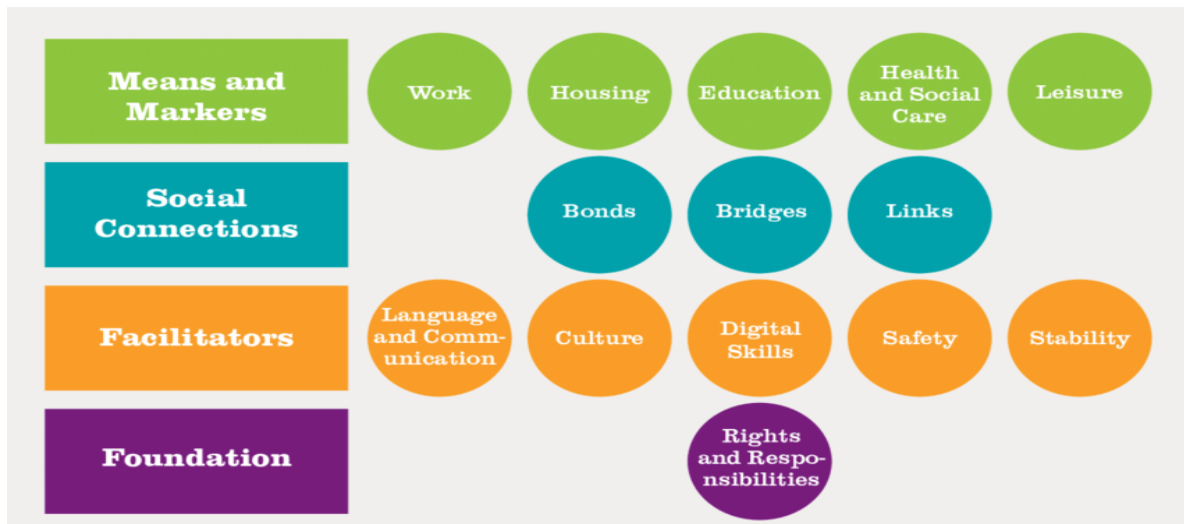 Means and
Markers
Work
Housing
Education
Health
and Social
Care
Leisure
Social
Connections
Bonds
Bridges
Links
Facilitators
Language
and Comm-
unication
Culture
Digital
Skills
Safety
Stability
Foundation
Rights
and Respo-
nsibilities